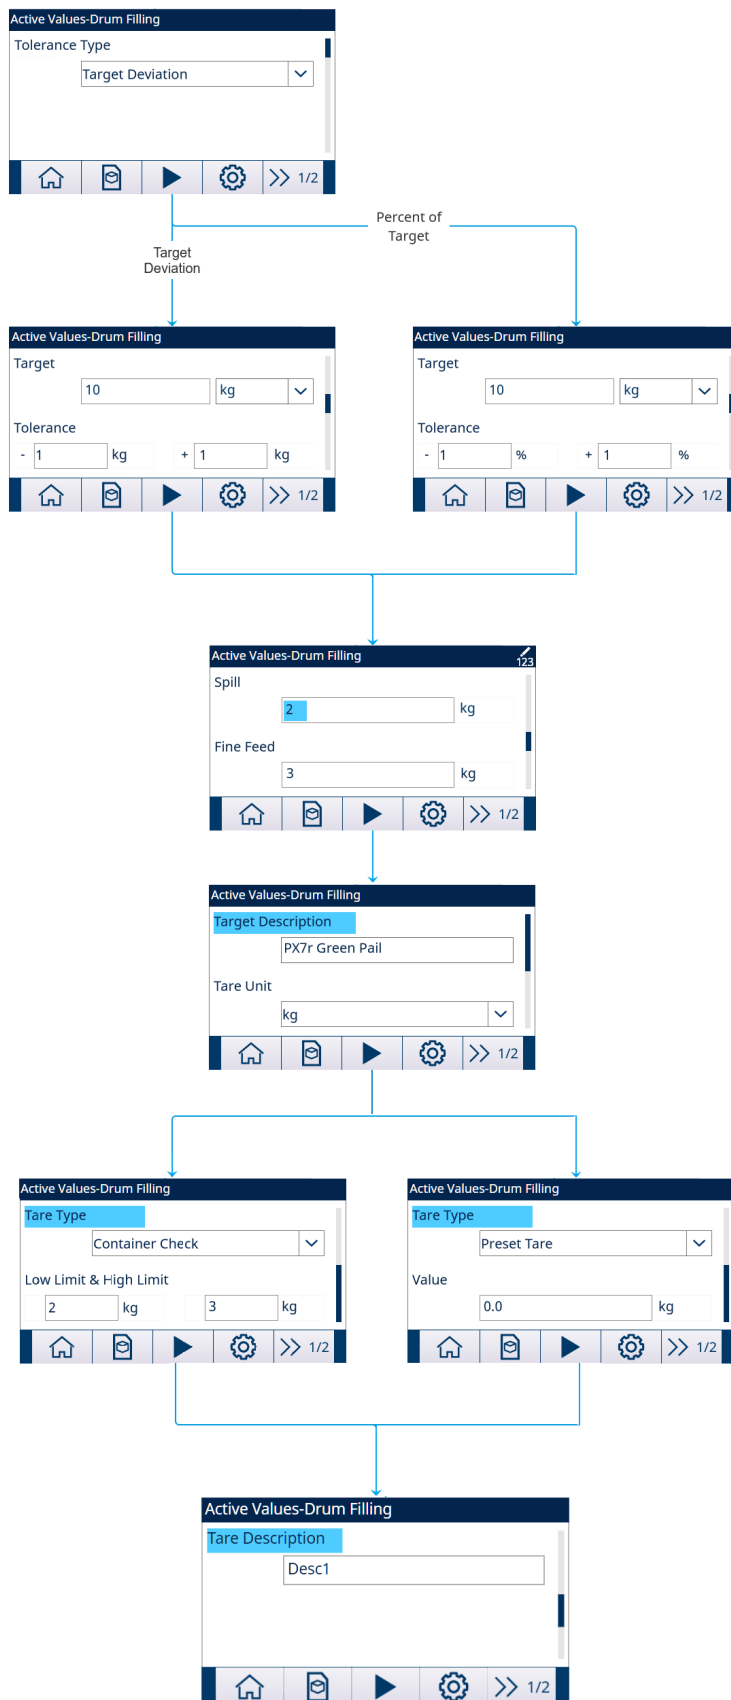 Active Values-Drum Filling
Tolerance Type
Target Deviation
1/2
Percent of
Target
Target
Deviation
Active Values-Drum Filling
Target
10 kg
Tolerance
- 1 kg + 1 kg
1/2
Active Values-Drum Filling
Target
10 kg
Tolerance
- 1 % + 1 %
1/2
Active Values-Drum Filling 123
Spill
2 kg
Fine Feed
3 kg
1/2
Active Values-Drum Filling
Target Description
PX7r Green Pail
Tare Unit
kg
1/2
Active Values-Drum Filling
Tare Type
Container Check
Low Limit & High Limit
2 kg 3 kg
1/2
Active Values-Drum Filling
Tare Type
Preset Tare
Value
0.0 kg
1/2
Active Values-Drum Filling
Tare Description
Desc1
1/2